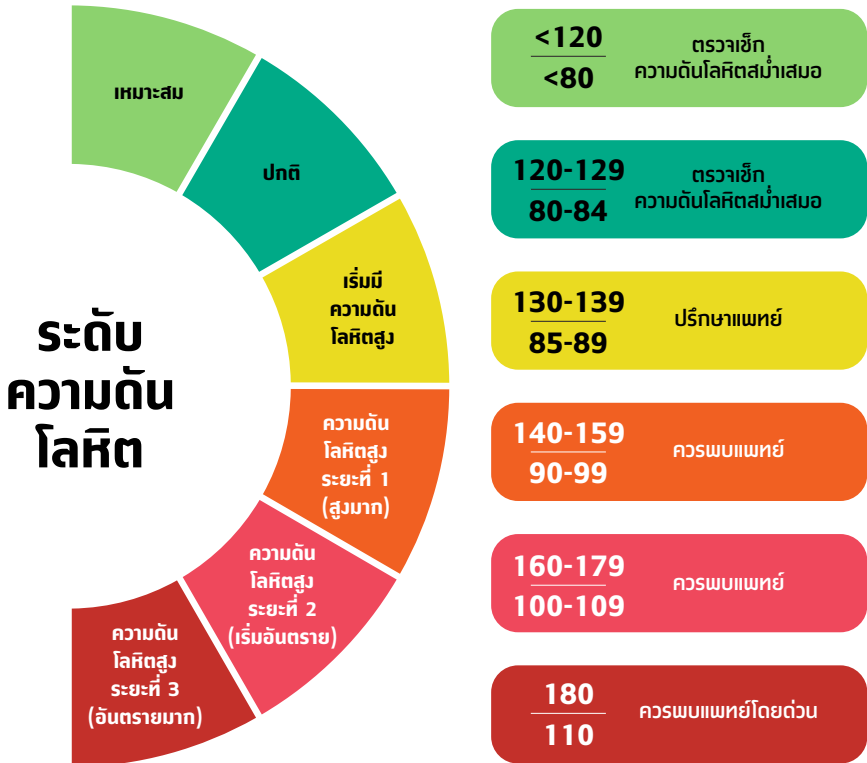 ระดับ
ความดัน
โลหิต
เหมาะสม
<120
<80
ตรวจเช็ก
ความดันโลหิตสม่ำเสมอ
ปกติ
120-129
80-84
ตรวจเช็ก
ความดันโลหิตสม่ำเสมอ
เริ่มมี
ความดัน
โลหิตสูง
130-139
85-89
ปรึกษาแพทย์
ความดัน
โลหิตสูง
ระยะที่ 1
(สูงมาก)
140-159
90-99
ควรพบแพทย์
ความดัน
โลหิตสูง
ระยะที่ 2
(เริ่มอันตราย)
160-179
100-109
ควรพบแพทย์
ความดัน
โลหิตสูง
ระยะที่ 3
(อันตรายมาก)
180
110
ควรพบแพทย์โดยด่วน